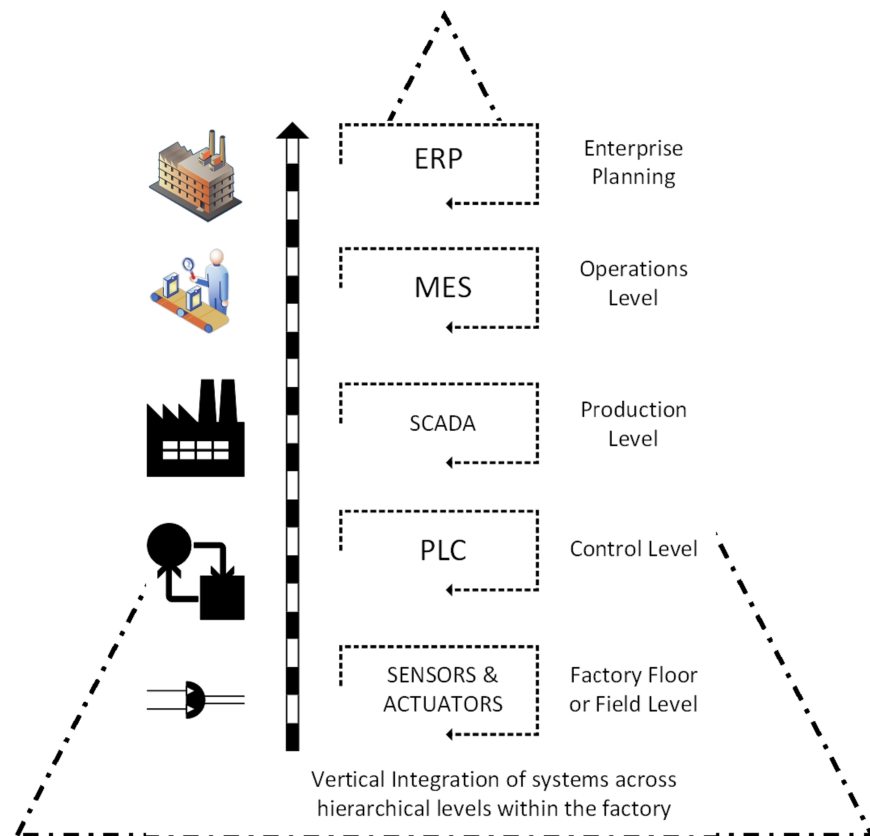 ERP
Enterprise
Planning
MES
Operations
Level
SCADA
Production
Level
PLC
Control Level
SENSORS &
ACTUATORS
Factory Floor
or Field Level
Vertical Integration of systems across
hierarchical levels within the factory